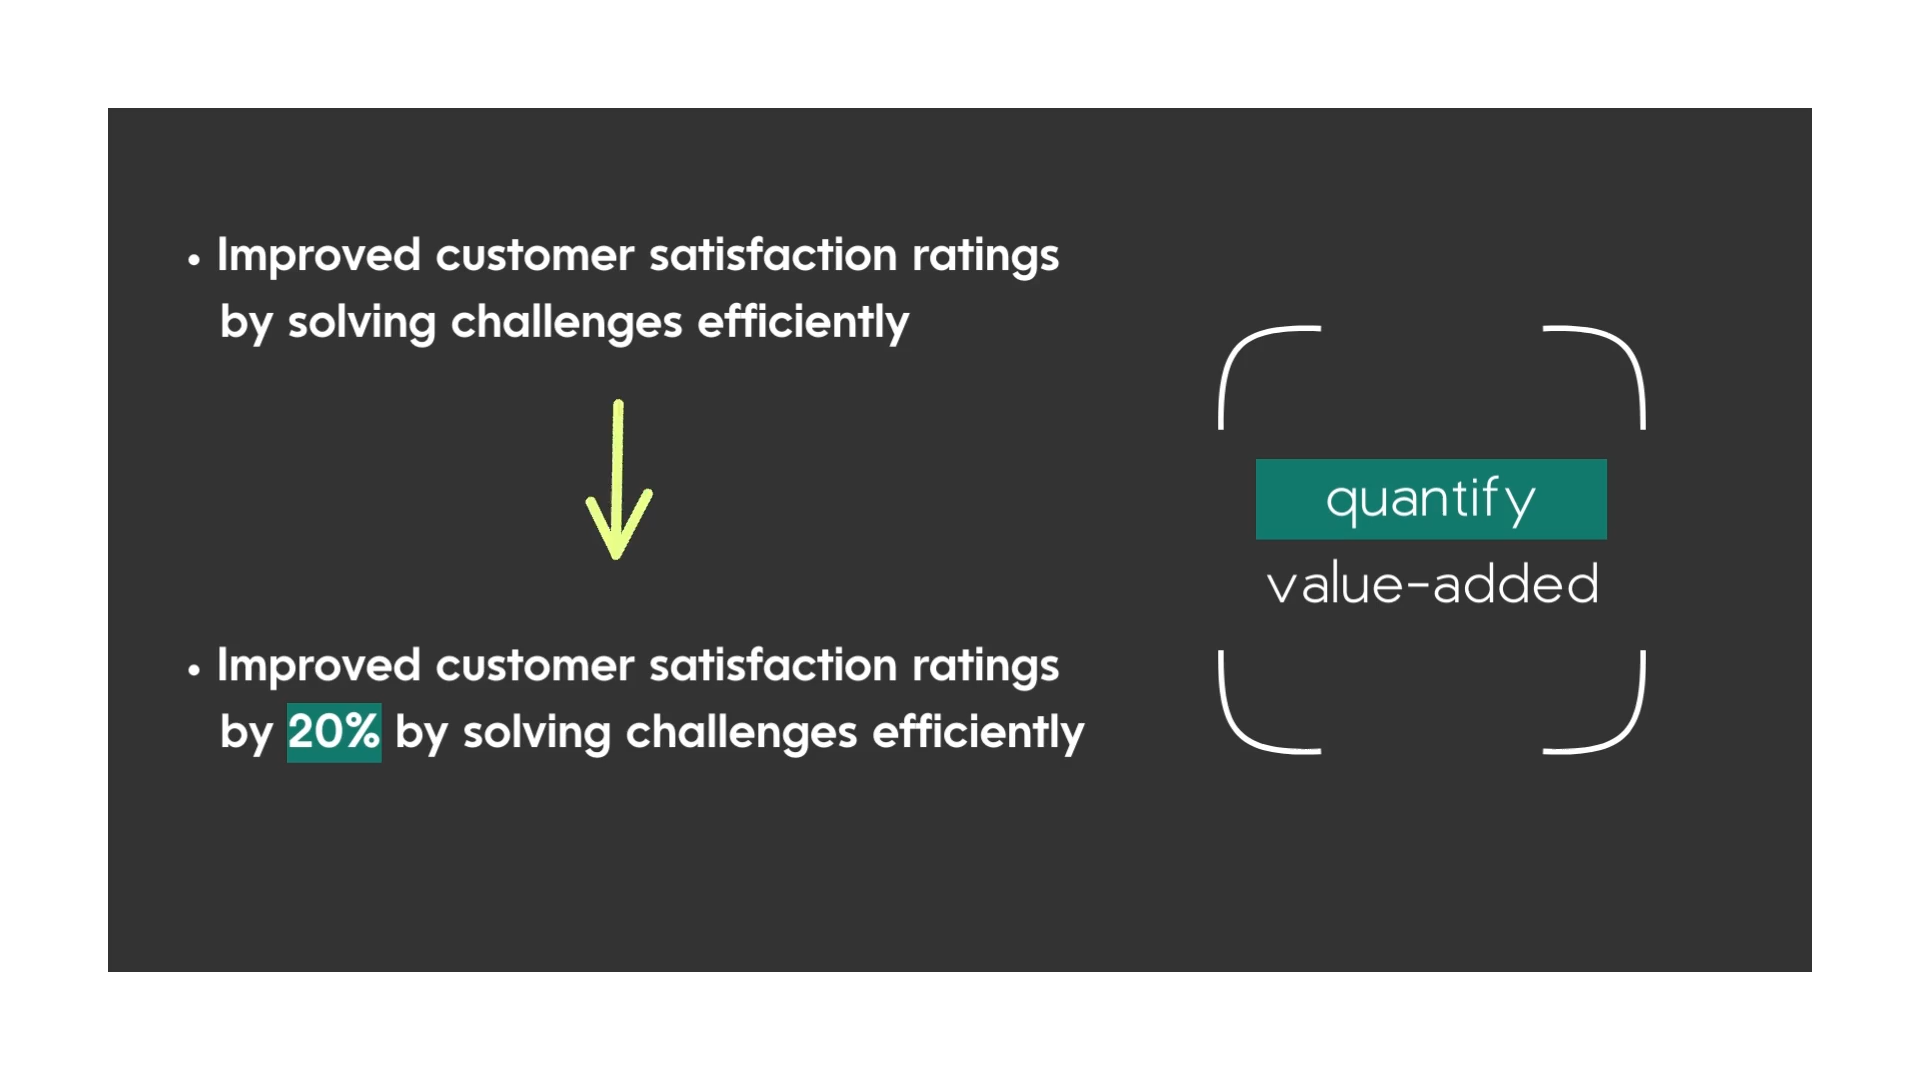 • Improved customer satisfaction ratings
by solving challenges efficiently
• Improved customer satisfaction ratings
by 20% by solving challenges efficiently
quantify
value-added